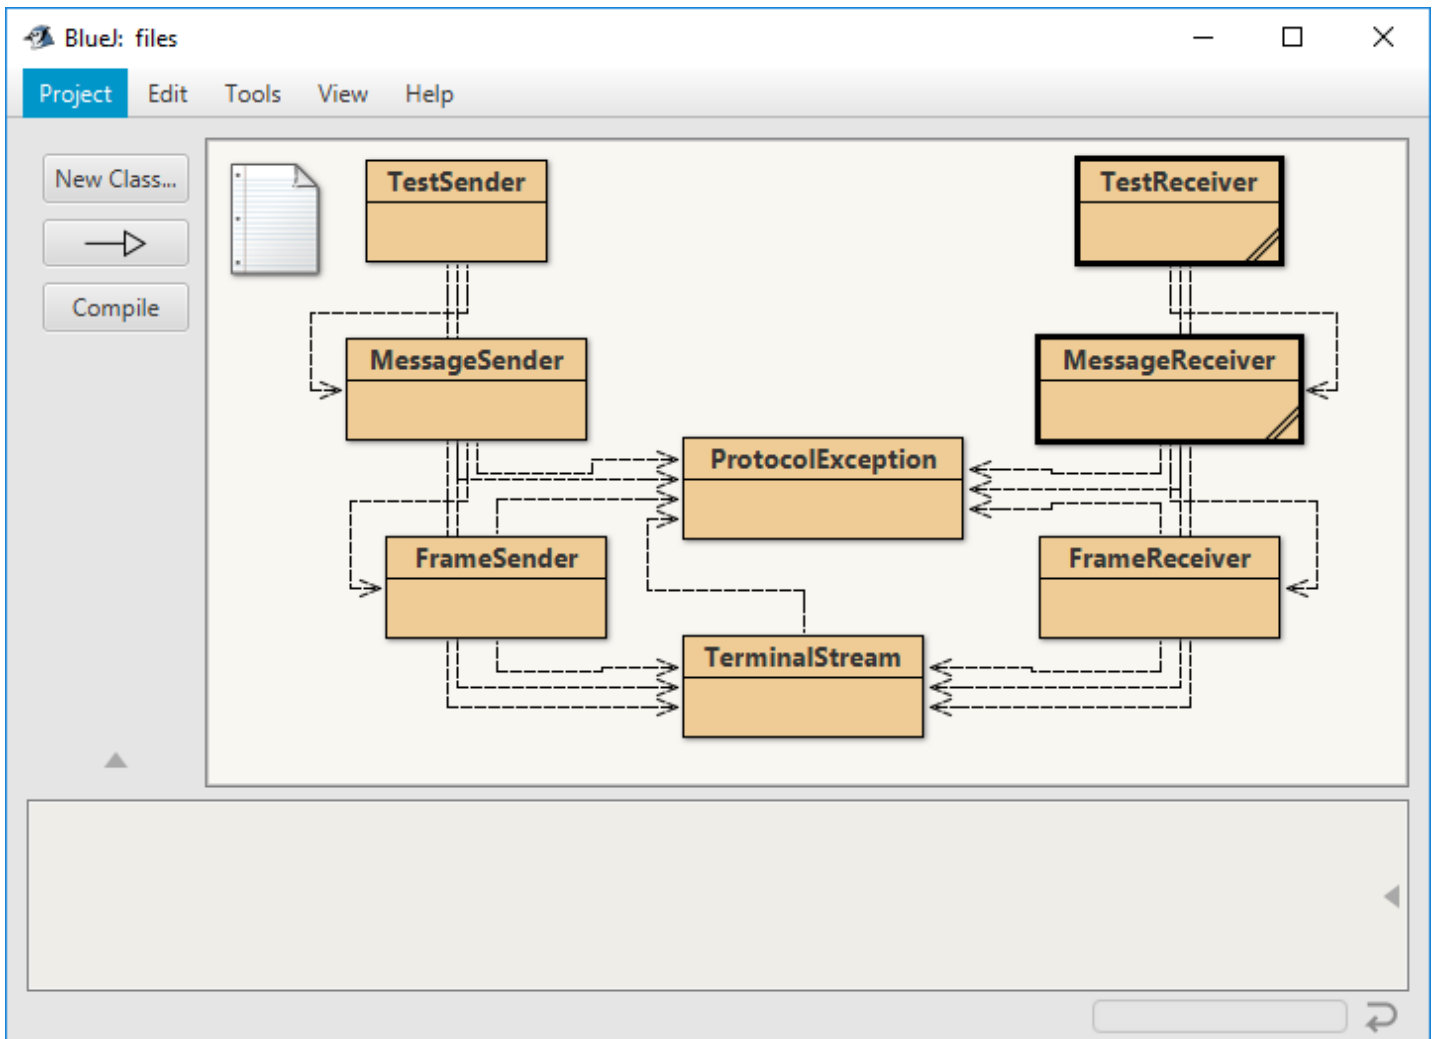 BlueJ: files
Project Edit Tools View Help
New Class...
Compile
TestSender
TestReceiver
MessageSender
MessageReceiver
ProtocolException
FrameSender
FrameReceiver
TerminalStream